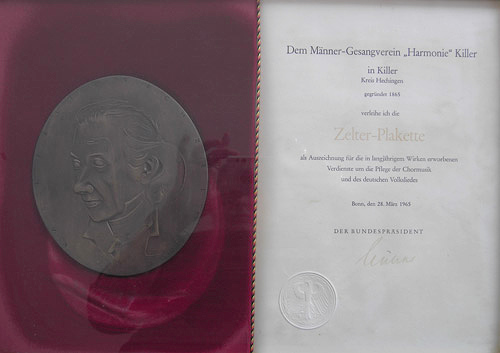 Dem Männer-Gesangverein „Harmonie" Killer
in Killer
Kreis Hechingen
gegründet 1865
verleihe ich die
Zelter-Plakette
als Auszeichnung für die in langjährigem Wirken erworbenen
Verdienste um die Pflege der Chormusik
und des deutschen Volksliedes
Bonn, den 28. März 1965
DER BUNDESPRÄSIDENT